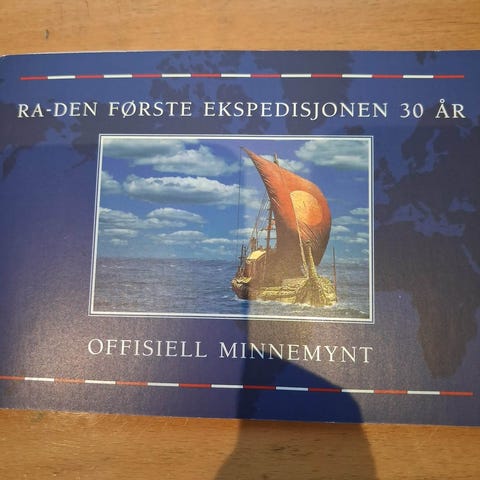 RA-DEN FØRSTE EKSPEDISJONEN 30 ÅR
OFFISIELL MINNEMYNT